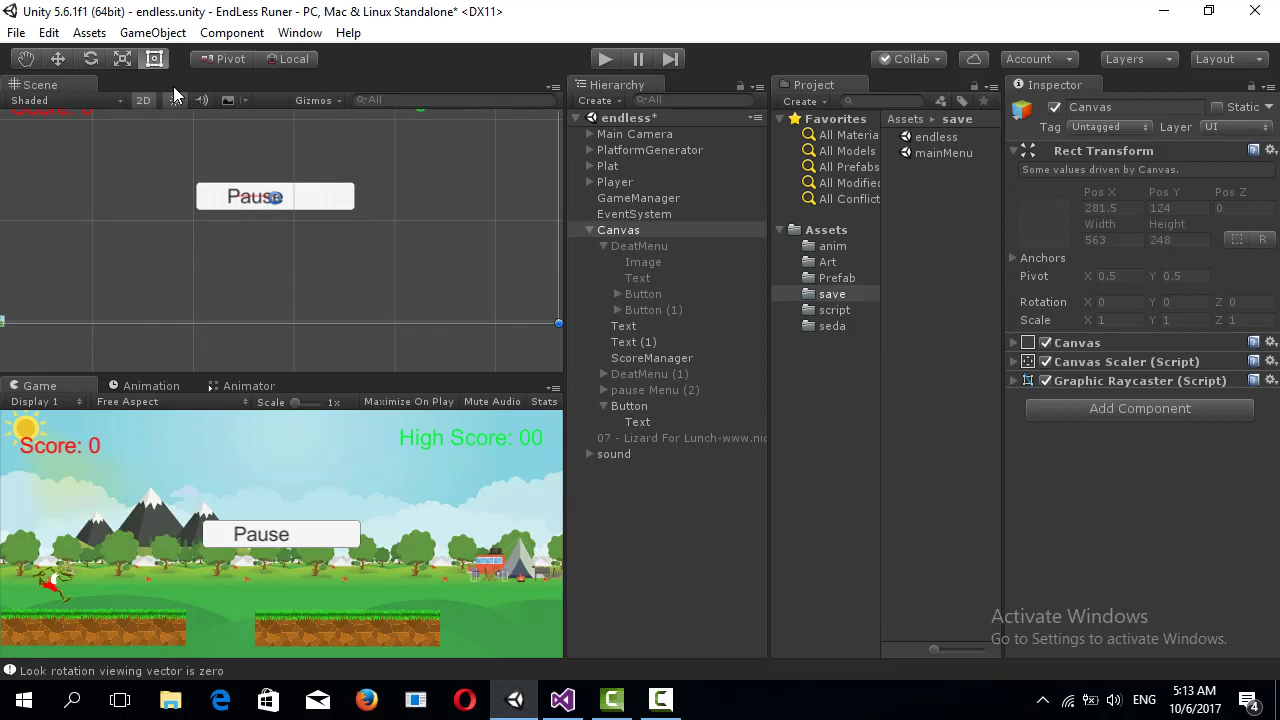 Unity 5.6.1f1 (64bit) - endless.unity - EndLess Runer - PC, Mac & Linux Standalone* <DX11>
File Edit Assets GameObject Component Window Help
Pivot Local Collab Account Layers Layout
Scene
Shaded 2D Gizmos All
Pause
Game Animation Animator
Display 1 Free Aspect Scale 1x Maximize On Play Mute Audio Stats
Score: 0 High Score: 00
Pause
Look rotation viewing vector is zero
Hierarchy
Create All
endless*
Main Camera
PlatformGenerator
Plat
Player
GameManager
EventSystem
Canvas
DeatMenu
Image
Text
Button
Button (1)
Text
Text (1)
ScoreManager
DeatMenu (1)
pause Menu (2)
Button
Text
07 - Lizard For Lunch-www.nic
sound
Project
Create
Favorites
All Materia
All Models
All Prefabs
All Modified
All Conflict
Assets
anim
Art
Prefab
save
script
seda
Assets save
endless
mainMenu
Inspector
Canvas Static
Tag Untagged Layer UI
Rect Transform
Some values driven by Canvas.
Pos X Pos Y Pos Z
281.5 124 0
Width Height
563 248 R
Anchors
Pivot X 0.5 Y 0.5
Rotation X 0 Y 0 Z 0
Scale X 1 Y 1 Z 1
Canvas
Canvas Scaler (Script)
Graphic Raycaster (Script)
Add Component
Activate Windows
Go to Settings to activate Windows.
ENG 5:13 AM
10/6/2017
4